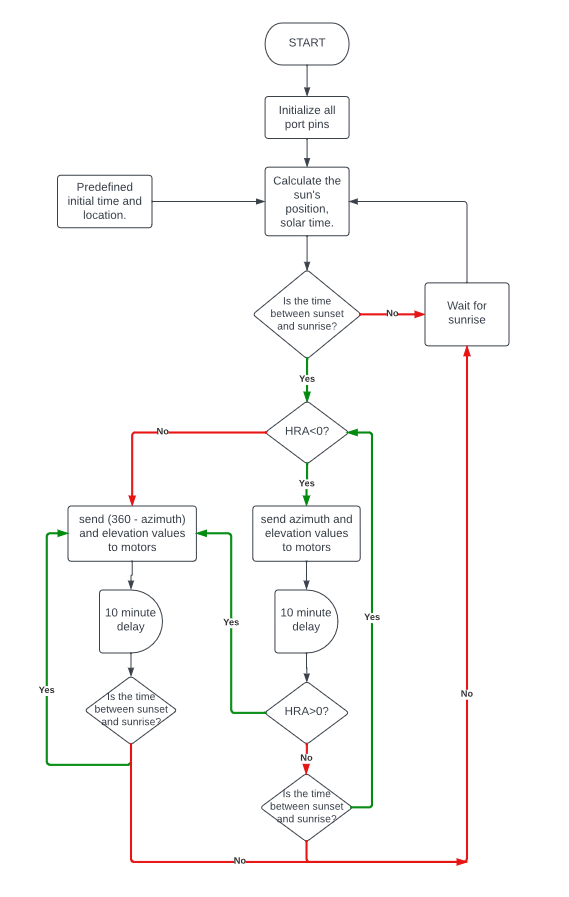 START
Initialize all
port pins
Predefined
initial time and
location.
Calculate the
sun's
position,
solar time.
Is the time
between sunset
and sunrise?
No
Wait for
sunrise
Yes
HRA<0?
No
Yes
send (360 - azimuth)
and elevation values
to motors
send azimuth and
elevation values
to motors
10 minute
delay
10 minute
delay
Yes
Yes
Yes
Is the time
between sunset
and sunrise?
HRA>0?
No
No
Is the time
between sunset
and sunrise?
No